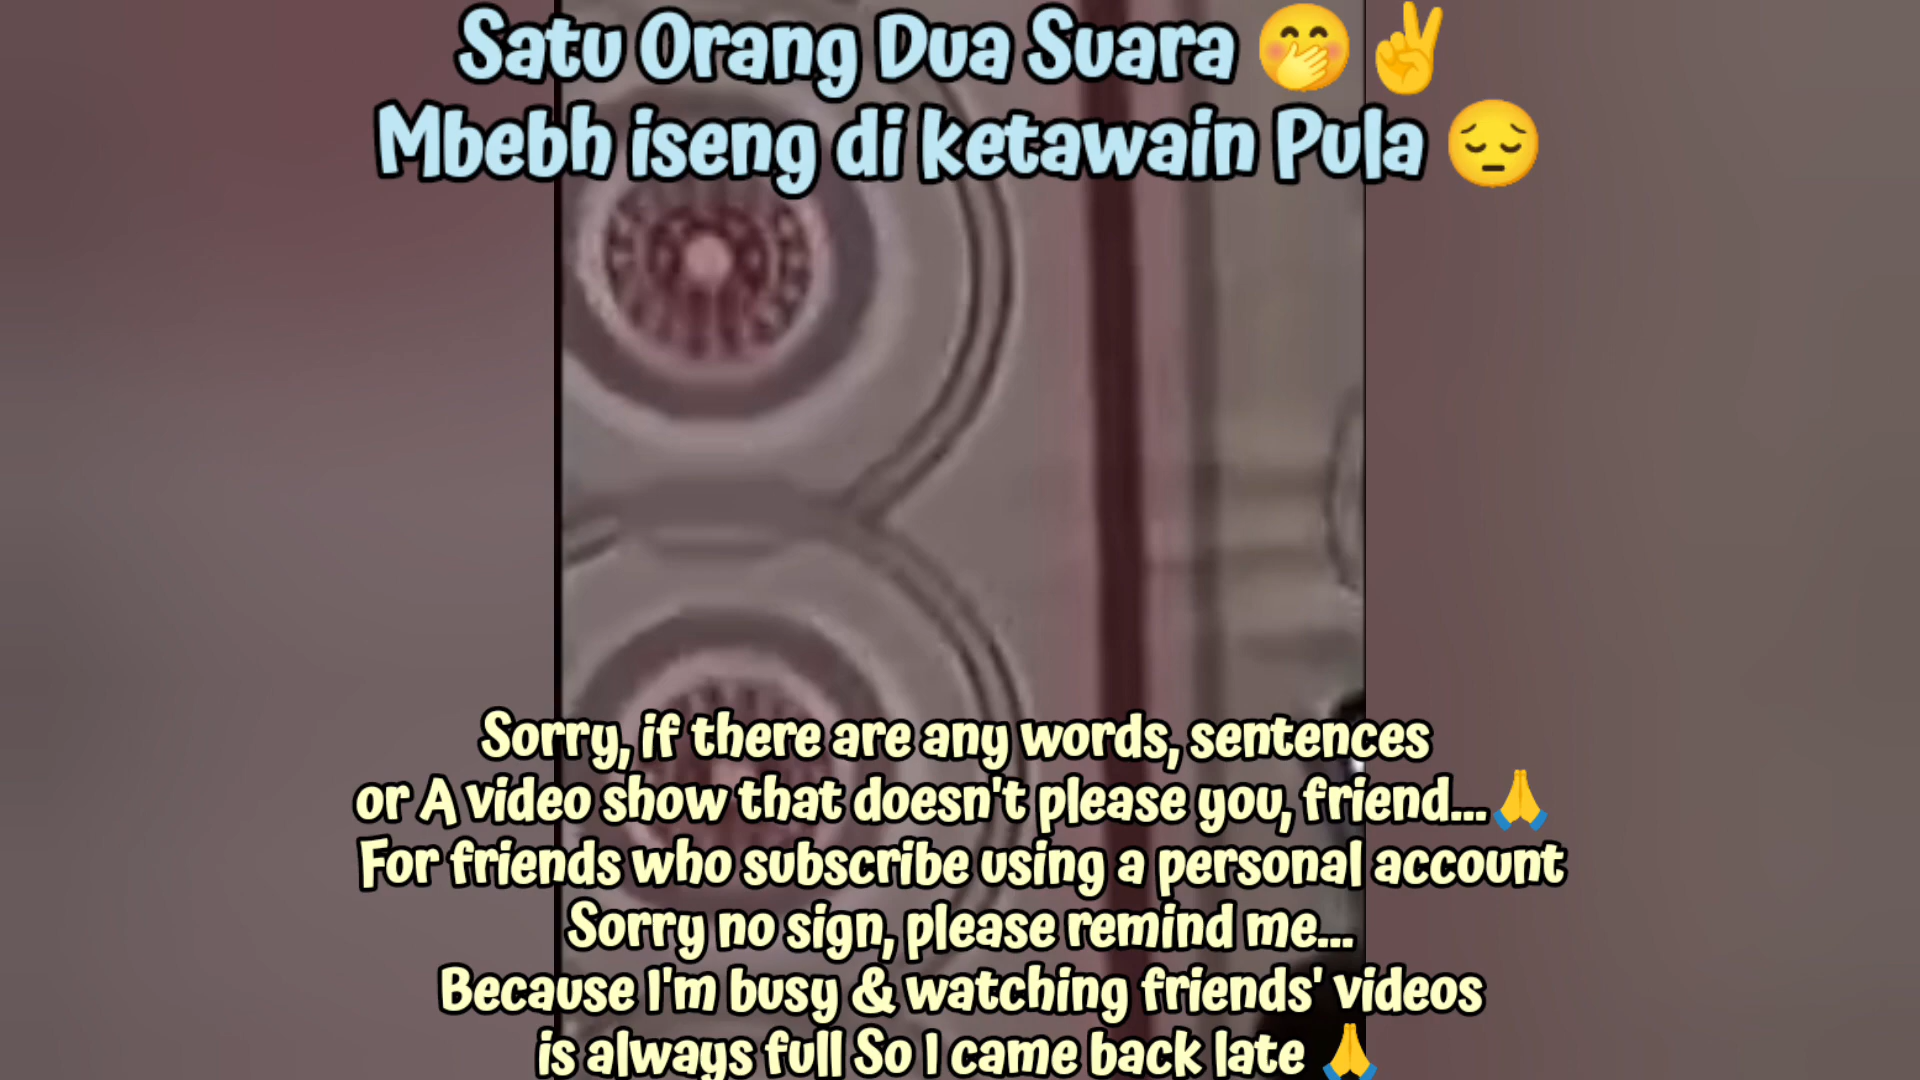 Satu Orang Dua Suara 🤭✌
Mbebh iseng di ketawain Pula 😔
Sorry, if there are any words, sentences
or A video show that doesn't please you, friend...🙏
For friends who subscribe using a personal account
Sorry no sign, please remind me...
Because I'm busy & watching friends' videos
is always full So I came back late 🙏